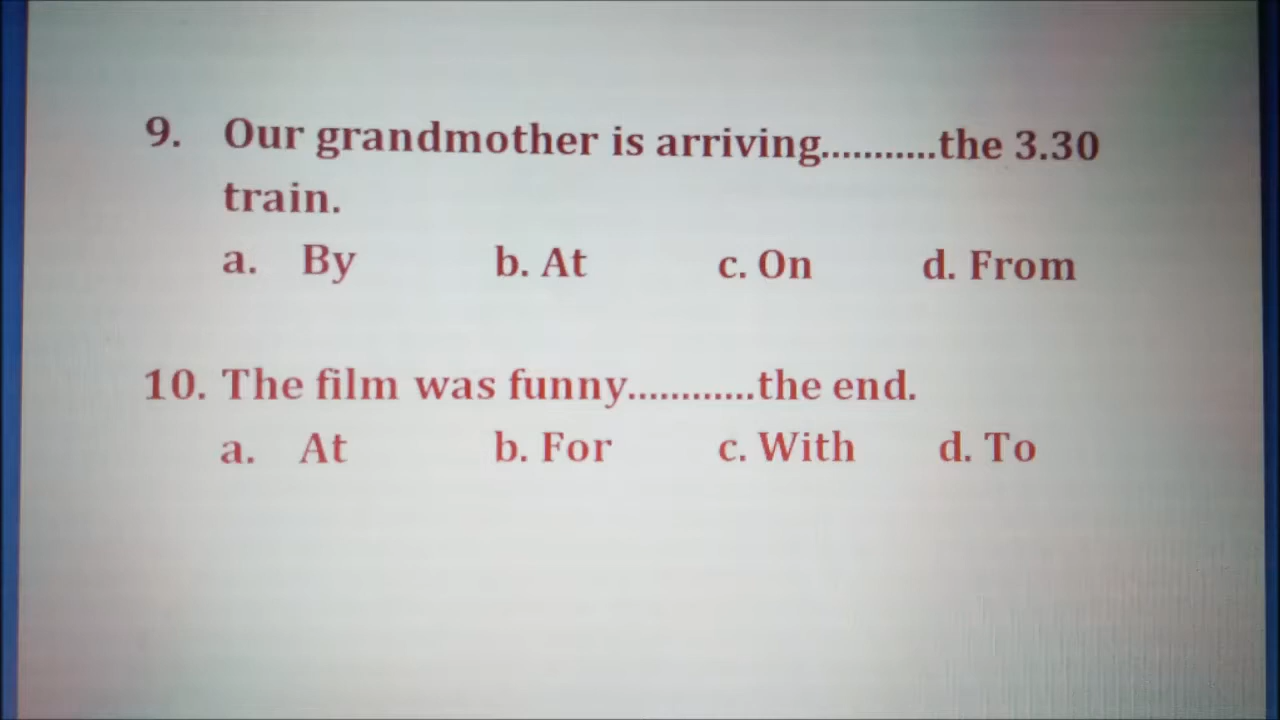 9. Our grandmother is arriving...........the 3.30
train.
a. By b. At c. On d. From
10. The film was funny............the end.
a. At b. For c. With d. To